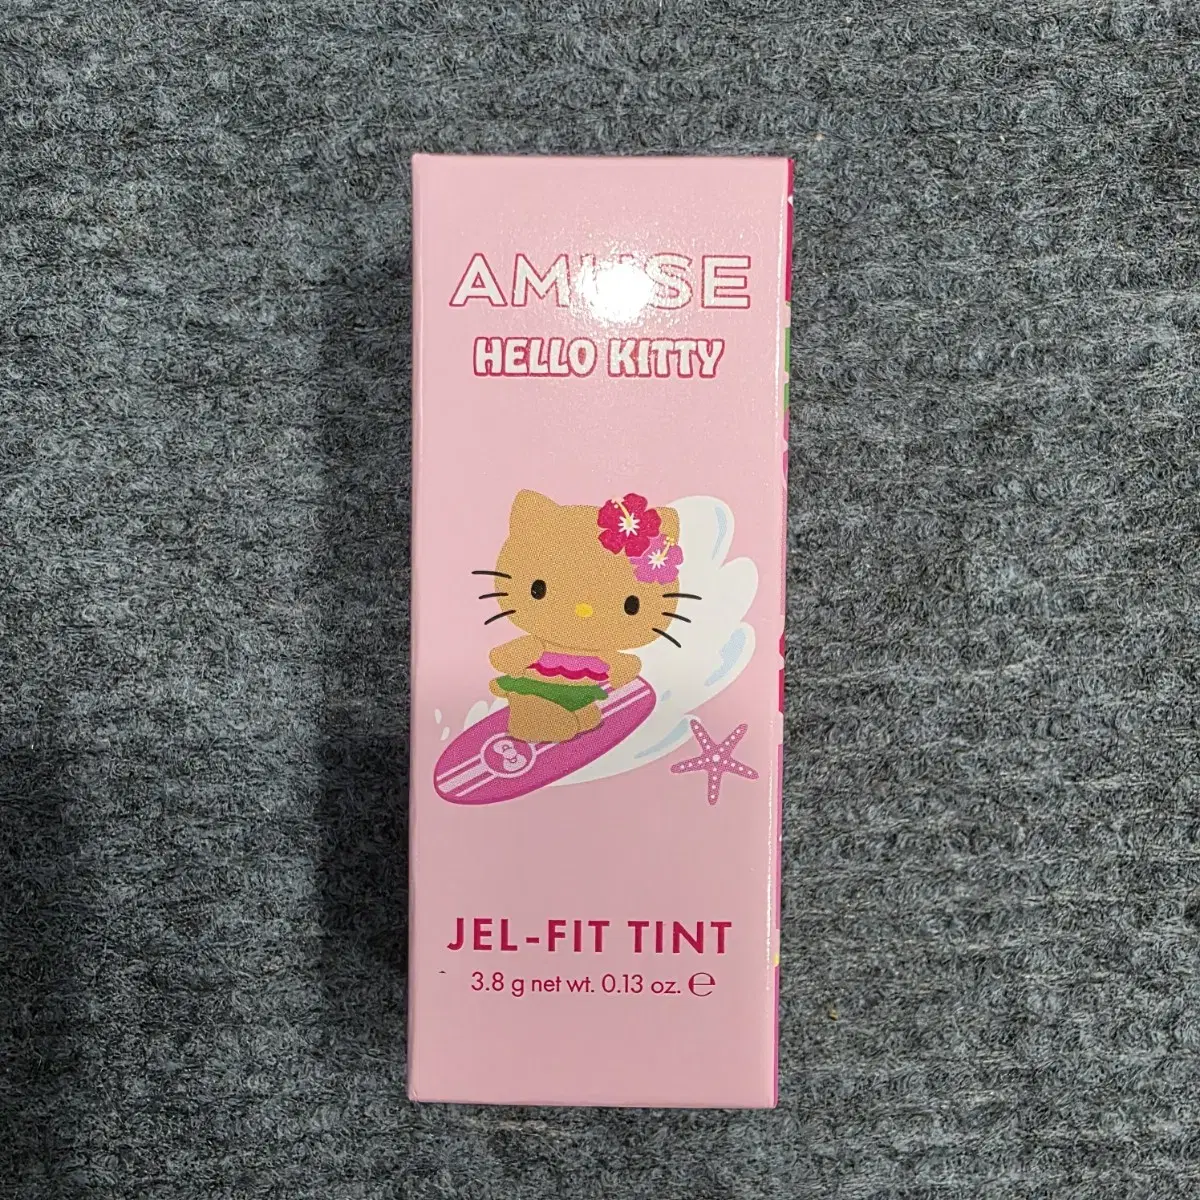 AMUSE
HELLO KITTY
JEL-FIT TINT
3.8 g net wt. 0.13 oz. ℮